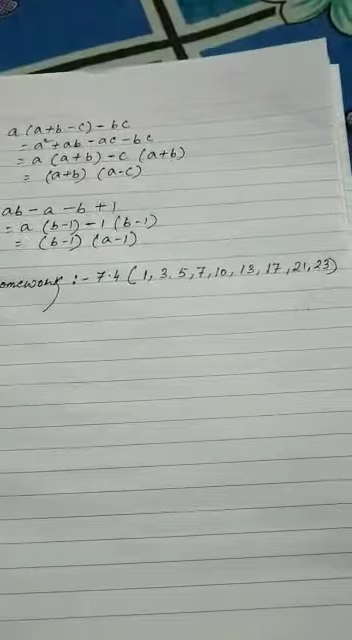 a (a+b-c) - bc
= a² + ab - ac - bc
= a (a+b) - c (a+b)
= (a+b) (a-c)
ab - a - b + 1
= a (b-1) - 1 (b-1)
= (b-1) (a-1)
omework :- 7.4 (1, 3, 5, 7, 10, 13, 17, 21, 23)